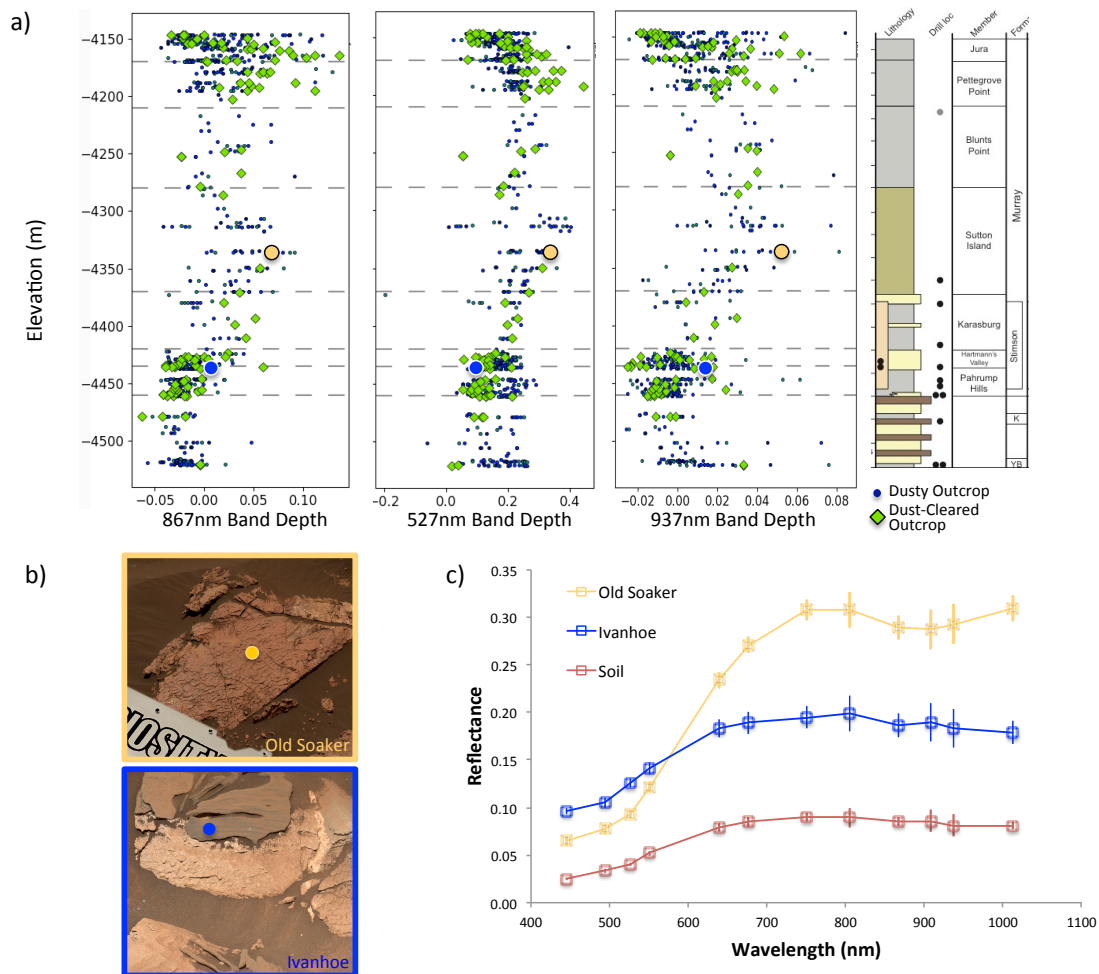 a)
Elevation (m)
−4150
−4200
−4250
−4300
−4350
−4400
−4450
−4500
−0.05 0.00 0.05 0.10
867nm Band Depth
−0.2 0.0 0.2 0.4
527nm Band Depth
−0.02 0.00 0.02 0.04 0.06 0.08
937nm Band Depth
Lithology
Drill loc
Member
Form
Jura
Pettegrove
Point
Blunts
Point
Sutton
Island
Karasburg
Hartmann's
Valley
Pahrump
Hills
Murray
Stimson
K
YB
Dusty Outcrop
Dust-Cleared
Outcrop
b)
OSIT
Old Soaker
Ivanhoe
c)
Old Soaker
Ivanhoe
Soil
Reflectance
0.35
0.30
0.25
0.20
0.15
0.10
0.05
0.00
400 500 600 700 800 900 1000 1100
Wavelength (nm)